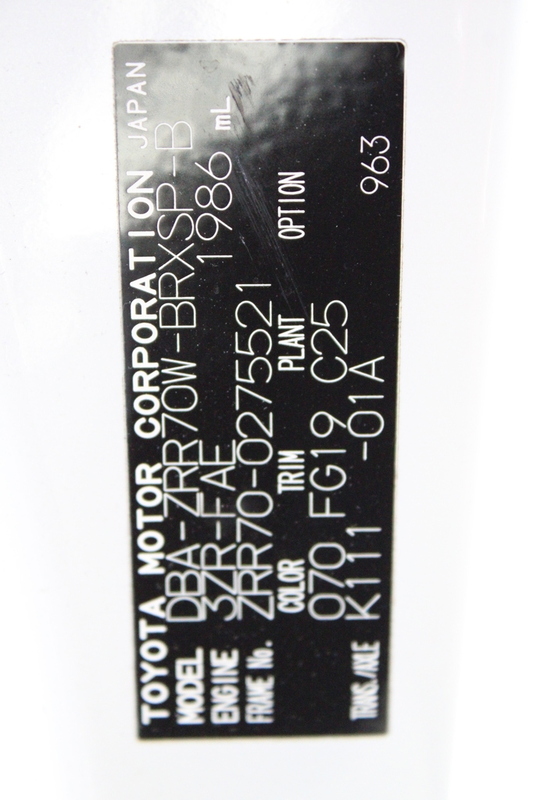 TOYOTA MOTOR CORPORATION JAPAN
MODEL DBA-ZRR70W-BRXSP-B
ENGINE 3ZR-FAE 1986 mL
FRAME No. ZRR70-0275521
COLOR TRIM PLANT OPTION
070 FG19 C25
TRANS./AXLE K111 -01A 963